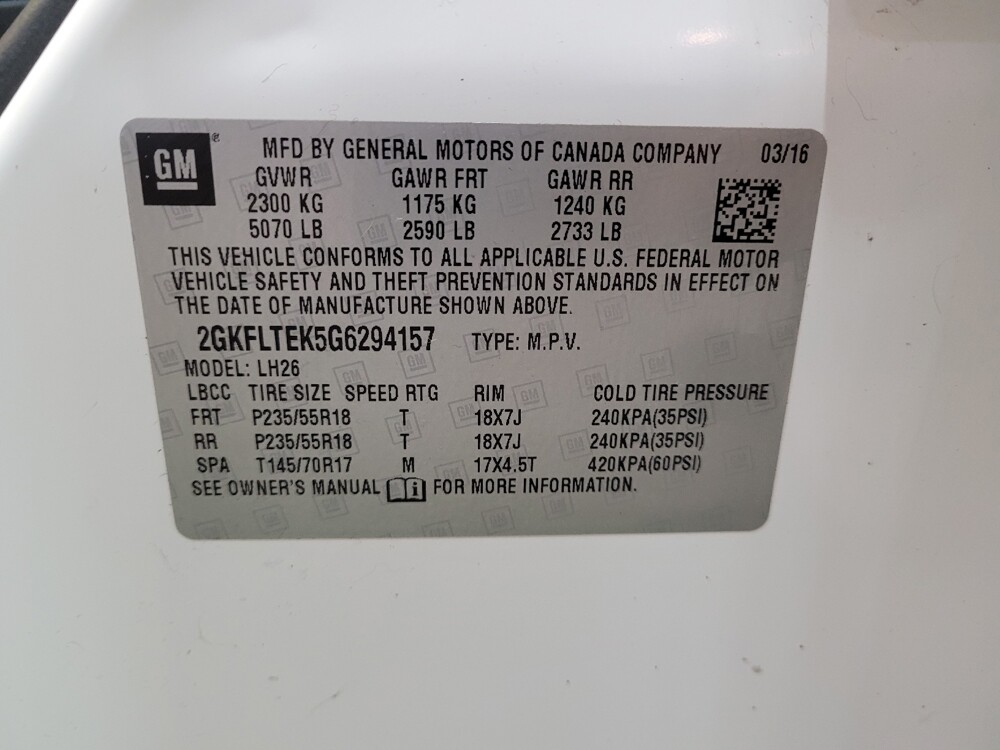 GM ®
MFD BY GENERAL MOTORS OF CANADA COMPANY 03/16
GVWR GAWR FRT GAWR RR
2300 KG 1175 KG 1240 KG
5070 LB 2590 LB 2733 LB
THIS VEHICLE CONFORMS TO ALL APPLICABLE U.S. FEDERAL MOTOR
VEHICLE SAFETY AND THEFT PREVENTION STANDARDS IN EFFECT ON
THE DATE OF MANUFACTURE SHOWN ABOVE.
2GKFLTEK5G6294157 TYPE: M.P.V.
MODEL: LH26
LBCC TIRE SIZE SPEED RTG RIM COLD TIRE PRESSURE
FRT P235/55R18 T 18X7J 240KPA(35PSI)
RR P235/55R18 T 18X7J 240KPA(35PSI)
SPA T145/70R17 M 17X4.5T 420KPA(60PSI)
SEE OWNER'S MANUAL i FOR MORE INFORMATION.